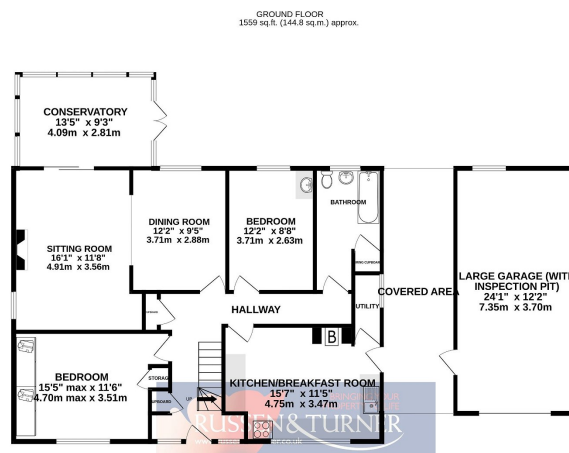 GROUND FLOOR
1559 sq.ft. (144.8 sq.m.) approx.
CONSERVATORY
13'5" x 9'3"
4.09m x 2.81m
SITTING ROOM
16'1" x 11'8"
4.91m x 3.56m
DINING ROOM
12'2" x 9'5"
3.71m x 2.88m
BEDROOM
12'2" x 8'8"
3.71m x 2.63m
BATHROOM
CUPBOARD
LARGE GARAGE (WITH
INSPECTION PIT)
24'1" x 12'2"
7.35m x 3.70m
COVERED AREA
UTILITY
HALLWAY
B
BEDROOM
15'5" max x 11'6"
4.70m max x 3.51m
STORAGE
UP
KITCHEN/BREAKFAST ROOM
15'7" x 11'5"
4.75m x 3.47m
RUSSEN & TURNER